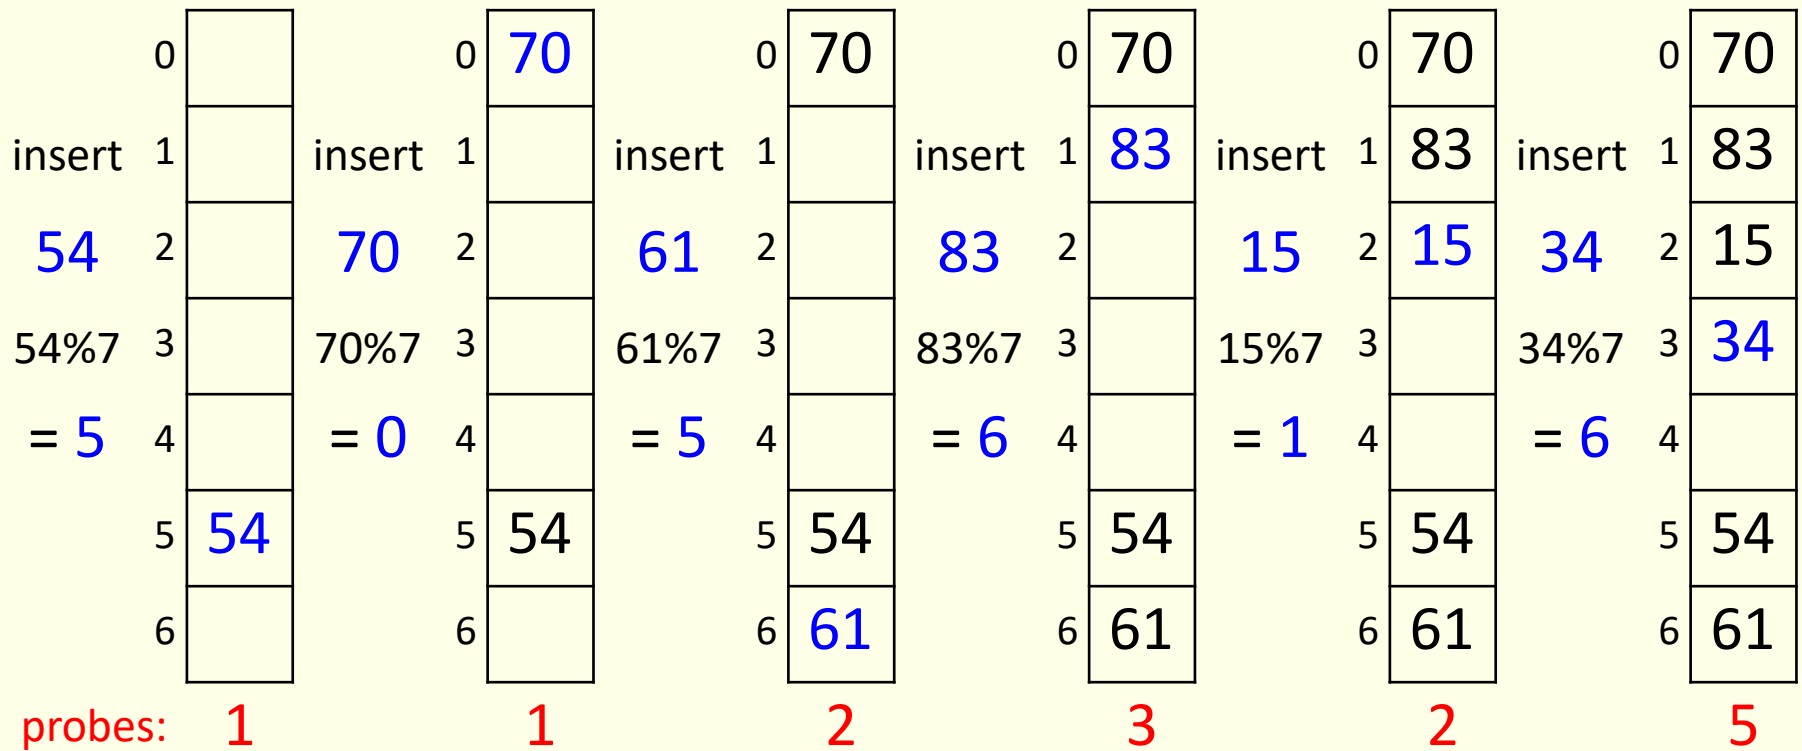 0 0 70 0 70 0 70 0 70 0 70
insert 1 insert 1 insert 1 insert 1 83 insert 1 83 insert 1 83
54 2 70 2 61 2 83 2 15 2 15 34 2 15
54%7 3 70%7 3 61%7 3 83%7 3 15%7 3 34%7 3 34
= 5 4 = 0 4 = 5 4 = 6 4 = 1 4 = 6 4
5 54 5 54 5 54 5 54 5 54 5 54
6 6 6 61 6 61 6 61 6 61
probes: 1 1 2 3 2 5